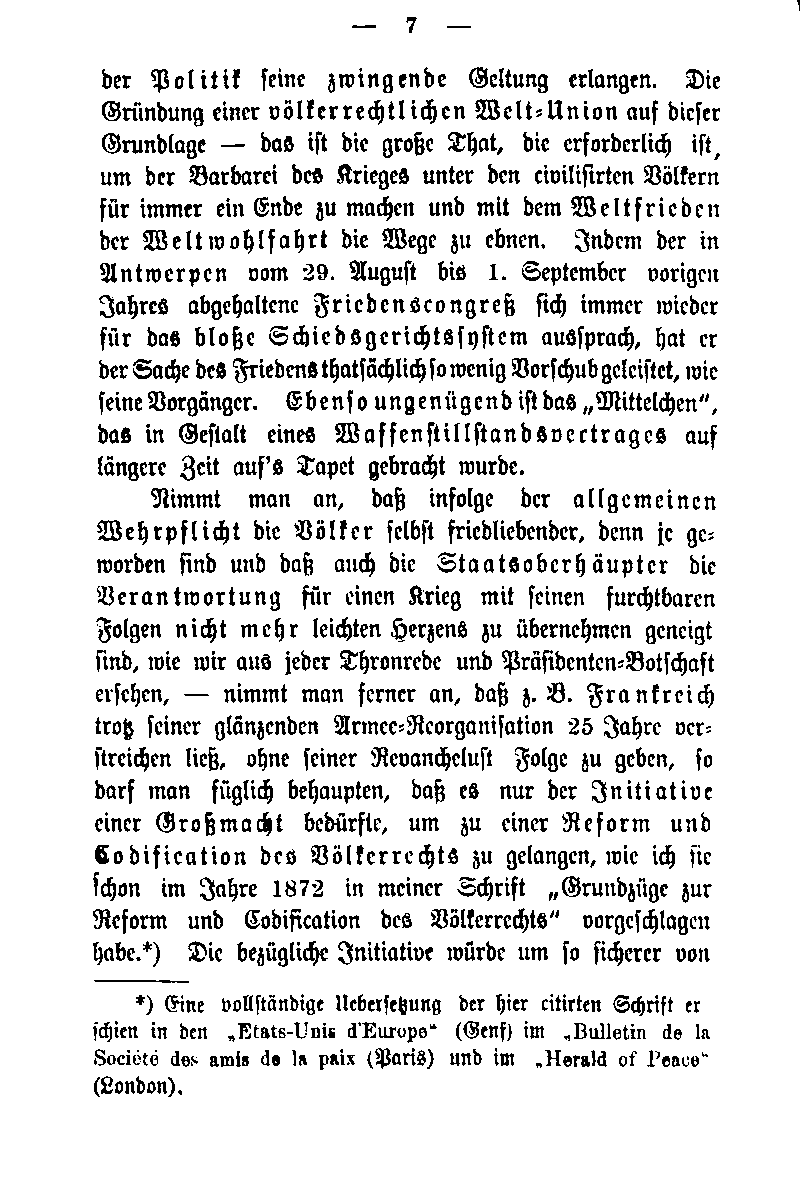 — 7 —
der Politik seine zwingende Geltung erlangen. Die
Gründung einer völkerrechtlichen Welt-Union auf dieser
Grundlage — das ist die große That, die erforderlich ist,
um der Barbarei des Krieges unter den civilisirten Völkern
für immer ein Ende zu machen und mit dem Weltfrieden
der Weltwohlfahrt die Wege zu ebnen. Indem der in
Antwerpen vom 29. August bis 1. September vorigen
Jahres abgehaltene Friedenscongreß sich immer wieder
für das bloße Schiedsgerichtssystem aussprach, hat er
der Sache des Friedens thatsächlich so wenig Vorschub geleistet, wie
seine Vorgänger. Ebenso ungenügend ist das „Mittelchen",
das in Gestalt eines Waffenstillstandsvertrages auf
längere Zeit auf's Tapet gebracht wurde.
Nimmt man an, daß infolge der allgemeinen
Wehrpflicht die Völker selbst friedliebender, denn je ge-
worden sind und daß auch die Staatsoberhäupter die
Verantwortung für einen Krieg mit seinen furchtbaren
Folgen nicht mehr leichten Herzens zu übernehmen geneigt
sind, wie wir aus jeder Thronrede und Präsidenten-Botschaft
ersehen, — nimmt man ferner an, daß z. B. Frankreich
trotz seiner glänzenden Armee-Reorganisation 25 Jahre ver-
streichen ließ, ohne seiner Revanchelust Folge zu geben, so
darf man füglich behaupten, daß es nur der Initiative
einer Großmacht bedürfte, um zu einer Reform und
Codification des Völkerrechts zu gelangen, wie ich sie
schon im Jahre 1872 in meiner Schrift „Grundzüge zur
Reform und Codification des Völkerrechts" vorgeschlagen
habe.*) Die bezügliche Initiative würde um so sicherer von
*) Eine vollständige Uebersetzung der hier citirten Schrift er
schien in den „Etats-Unis d'Europe" (Genf) im „Bulletin de la
Société des amis de la paix (Paris) und im „Herald of Peace"
(London).